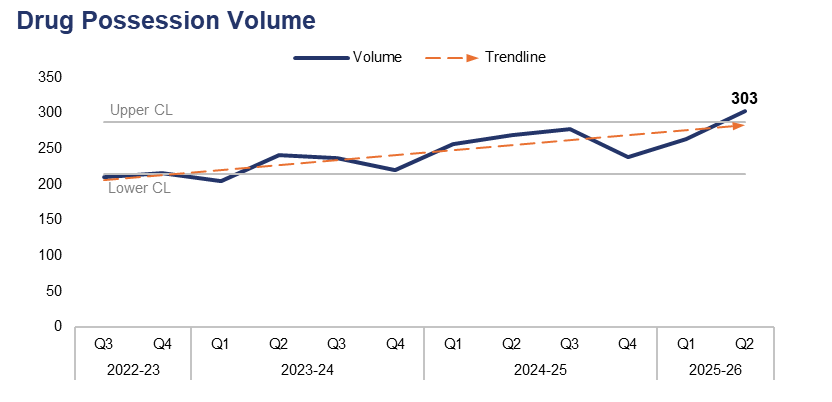 Drug Possession Volume
Volume Trendline
350
300
250
200
150
100
50
0
Upper CL
Lower CL
303
Q3 Q4 Q1 Q2 Q3 Q4 Q1 Q2 Q3 Q4 Q1 Q2
2022-23 2023-24 2024-25 2025-26